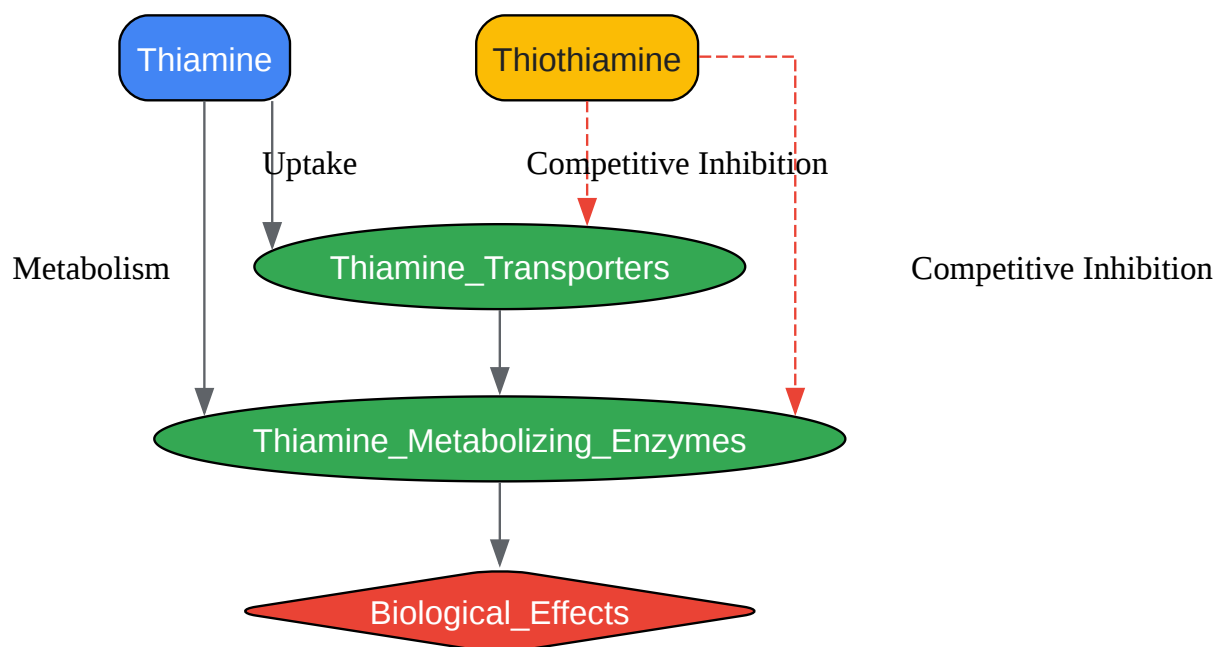 Thiamine
Thiothiamine
Uptake
Competitive Inhibition
Metabolism
Thiamine_Transporters
Competitive Inhibition
Thiamine_Metabolizing_Enzymes
Biological_Effects